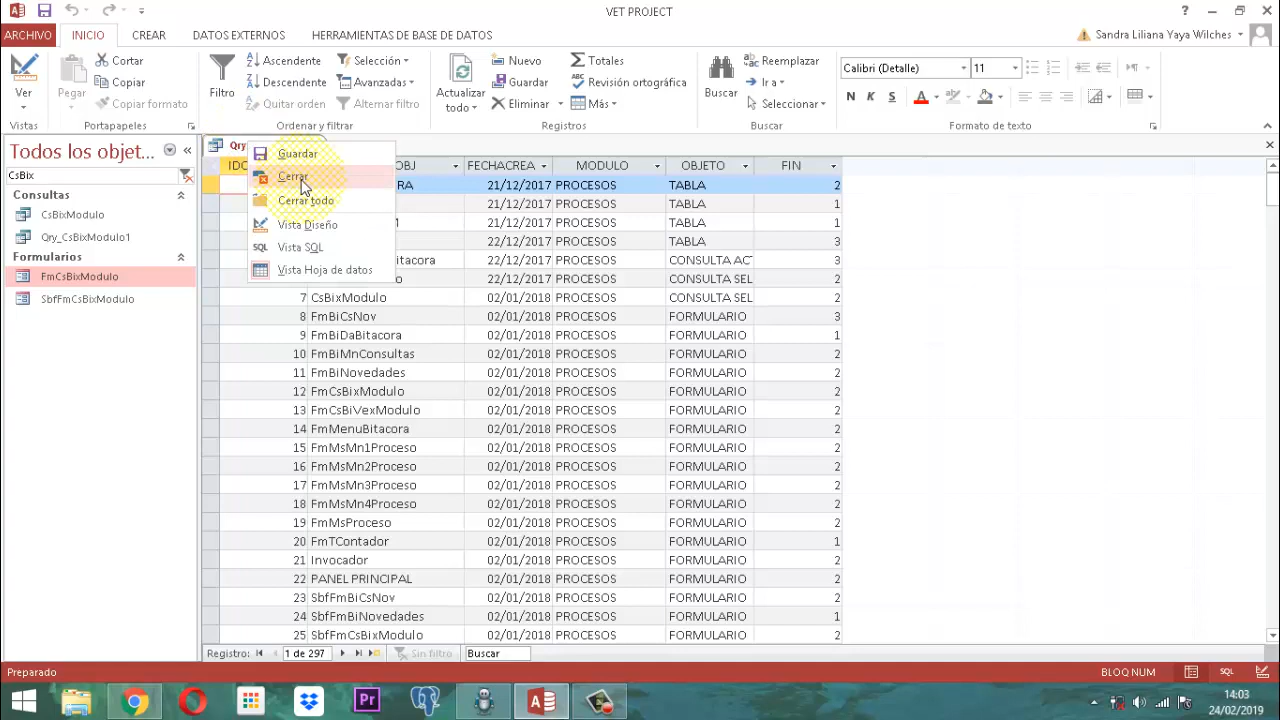 VET PROJECT
?
ARCHIVO INICIO CREAR DATOS EXTERNOS HERRAMIENTAS DE BASE DE DATOS Sandra Liliana Yaya Wilches
Ver
Vistas
Pegar
Cortar
Copiar
Copiar formato
Portapapeles
Filtro
Ascendente
Descendente
Quitar orden
Selección
Avanzadas
Alternar filtro
Ordenar y filtrar
Actualizar
todo
Nuevo
Guardar
Eliminar
Totales
Revisión ortográfica
Más
Registros
Buscar
Reemplazar
Ir a
Seleccionar
Buscar
Calibri (Detalle) 11
N K S A
Formato de texto
Todos los objet...
CsBix
Consultas
CsBixModulo
Qry_CsBixModulo1
Formularios
FmCsBixModulo
SbfFmCsBixModulo
Qry
Guardar
Cerrar
Cerrar todo
Vista Diseño
SQL Vista SQL
Vista Hoja de datos
OBJ FECHACREA MODULO OBJETO FIN
RA 21/12/2017 PROCESOS TABLA 2
21/12/2017 PROCESOS TABLA 1
21/12/2017 PROCESOS TABLA 1
22/12/2017 PROCESOS TABLA 3
itacora 22/12/2017 PROCESOS CONSULTA ACT 3
o 22/12/2017 PROCESOS CONSULTA SEL 2
7 CsBixModulo 02/01/2018 PROCESOS CONSULTA SEL 2
8 FmBiCsNov 02/01/2018 PROCESOS FORMULARIO 3
9 FmBiDaBitacora 02/01/2018 PROCESOS FORMULARIO 1
10 FmBiMnConsultas 02/01/2018 PROCESOS FORMULARIO 2
11 FmBiNovedades 02/01/2018 PROCESOS FORMULARIO 2
12 FmCsBixModulo 02/01/2018 PROCESOS FORMULARIO 2
13 FmCsBiVexModulo 02/01/2018 PROCESOS FORMULARIO 2
14 FmMenuBitacora 02/01/2018 PROCESOS FORMULARIO 2
15 FmMsMn1Proceso 02/01/2018 PROCESOS FORMULARIO 2
16 FmMsMn2Proceso 02/01/2018 PROCESOS FORMULARIO 2
17 FmMsMn3Proceso 02/01/2018 PROCESOS FORMULARIO 2
18 FmMsMn4Proceso 02/01/2018 PROCESOS FORMULARIO 2
19 FmMsProceso 02/01/2018 PROCESOS FORMULARIO 2
20 FmTContador 02/01/2018 PROCESOS FORMULARIO 1
21 Invocador 02/01/2018 PROCESOS FORMULARIO 2
22 PANEL PRINCIPAL 02/01/2018 PROCESOS FORMULARIO 2
23 SbfFmBiCsNov 02/01/2018 PROCESOS FORMULARIO 2
24 SbfFmBiNovedades 02/01/2018 PROCESOS FORMULARIO 1
25 SbfFmCsBixModulo 02/01/2018 PROCESOS FORMULARIO 2
Registro: 1 de 297 Sin filtro Buscar
Preparado BLOQ NUM SQL
Pr
14:03
24/02/2019